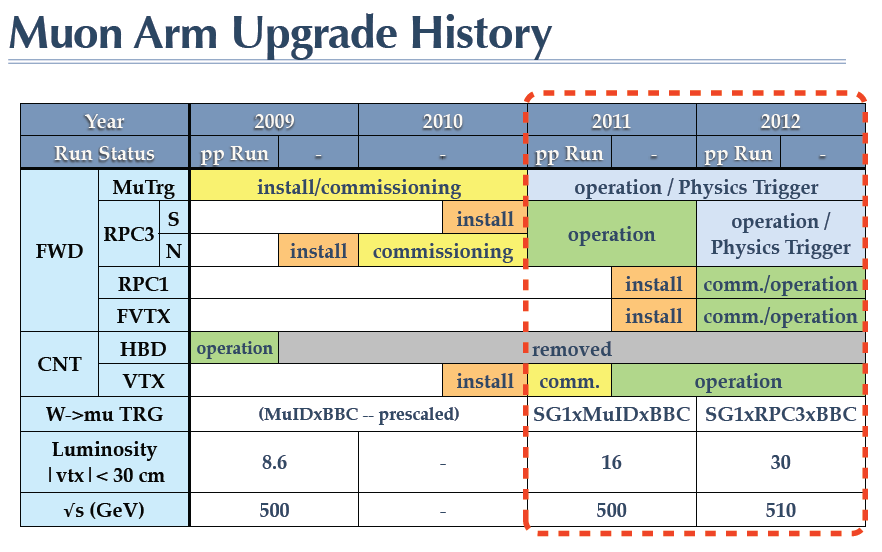 Muon Arm Upgrade History
Year 2009 2010 2011 2012
Run Status pp Run - - pp Run - pp Run -
FWD
MuTrg install/commissioning operation / Physics Trigger
RPC3
S install
operation
operation /
Physics Trigger
N install commissioning
RPC1 install comm./operation
FVTX install comm./operation
CNT
HBD operation removed
VTX install comm. operation
W->mu TRG (MuIDxBBC -- prescaled) SG1xMuIDxBBC SG1xRPC3xBBC
Luminosity
|vtx|< 30 cm
8.6 - 16 30
√s (GeV) 500 - 500 510